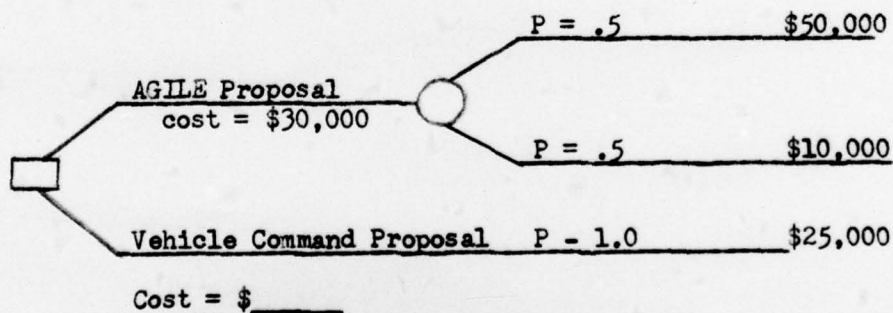 P = .5 $50,000
AGILE Proposal
cost = $30,000
P = .5 $10,000
Vehicle Command Proposal P - 1.0 $25,000
Cost = $______